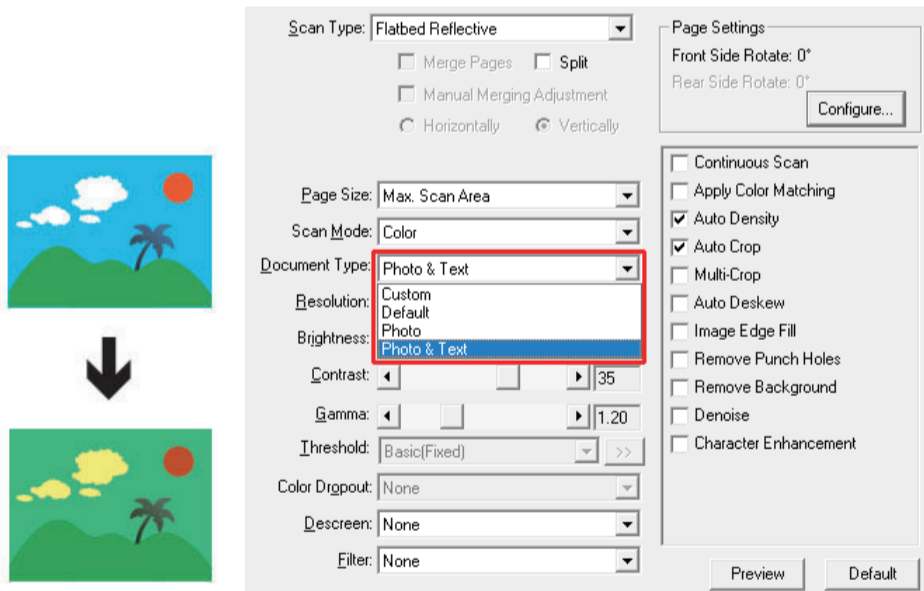 Scan Type: Flatbed Reflective
Merge Pages Split
Manual Merging Adjustment
Horizontally Vertically
Page Size: Max. Scan Area
Scan Mode: Color
Document Type: Photo & Text
Custom
Resolution: Default
Photo
Brightness: Photo & Text
Contrast: 35
Gamma: 1.20
Threshold: Basic(Fixed) >>
Color Dropout: None
Descreen: None
Filter: None
Page Settings
Front Side Rotate: 0°
Rear Side Rotate: 0°
Configure...
Continuous Scan
Apply Color Matching
Auto Density
Auto Crop
Multi-Crop
Auto Deskew
Image Edge Fill
Remove Punch Holes
Remove Background
Denoise
Character Enhancement
Preview Default